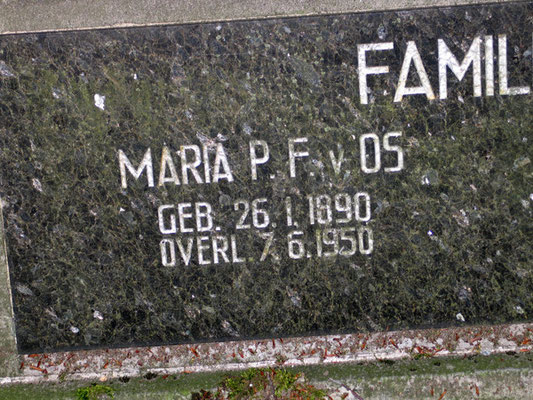 FAMIL
MARIA P. F. v. OS
GEB. 26.1.1890
OVERL 7.6.1950